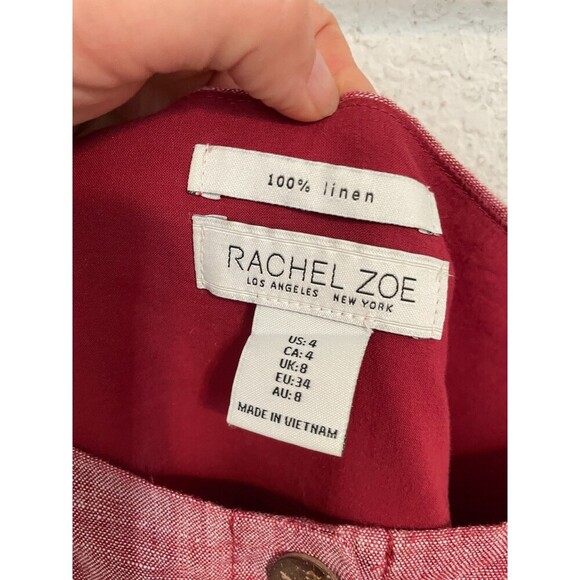 100% linen
RACHEL ZOE
LOS ANGELES NEW YORK
US: 4
CA: 4
UK: 8
EU: 34
AU: 8
MADE IN VIETNAM